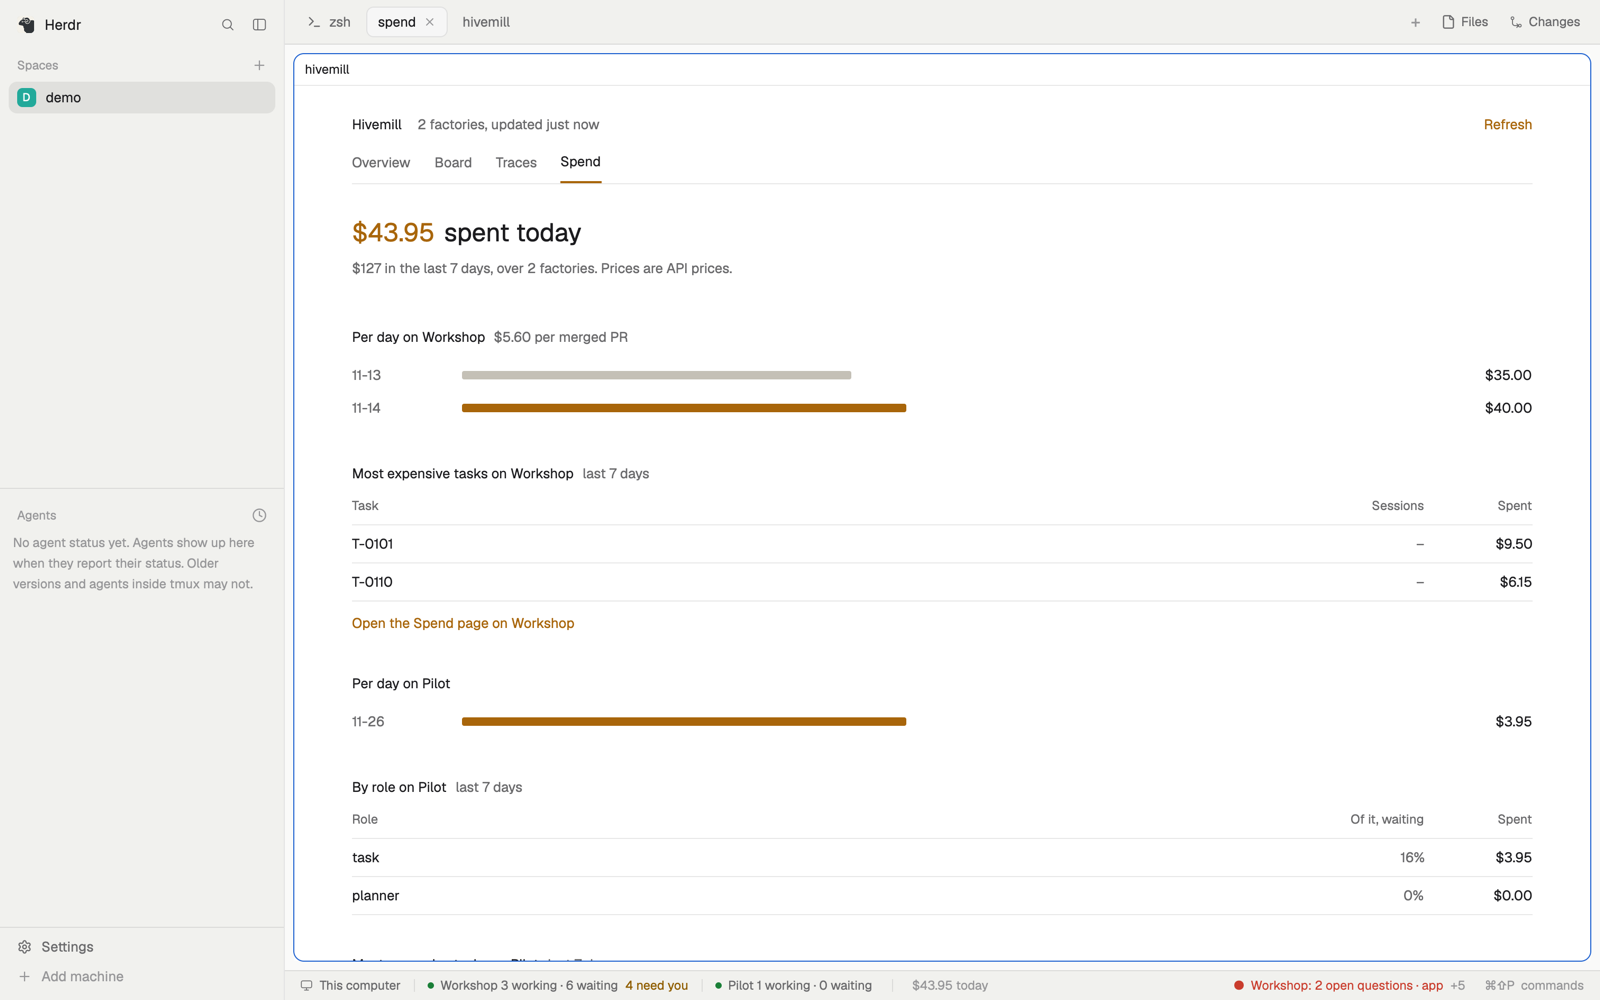 Herdr
Spaces
D demo
Agents
No agent status yet. Agents show up here
when they report their status. Older
versions and agents inside tmux may not.
Settings
Add machine
zsh
spend
hivemill
Files
Changes
hivemill
Hivemill 2 factories, updated just now Refresh
Overview Board Traces Spend
$43.95 spent today
$127 in the last 7 days, over 2 factories. Prices are API prices.
Per day on Workshop $5.60 per merged PR
11-13 $35.00
11-14 $40.00
Most expensive tasks on Workshop last 7 days
Task Sessions Spent
T-0101 – $9.50
T-0110 – $6.15
Open the Spend page on Workshop
Per day on Pilot
11-26 $3.95
By role on Pilot last 7 days
Role Of it, waiting Spent
task 16% $3.95
planner 0% $0.00
This computer Workshop 3 working · 6 waiting 4 need you Pilot 1 working · 0 waiting $43.95 today Workshop: 2 open questions · app +5 ⌘⇧P commands